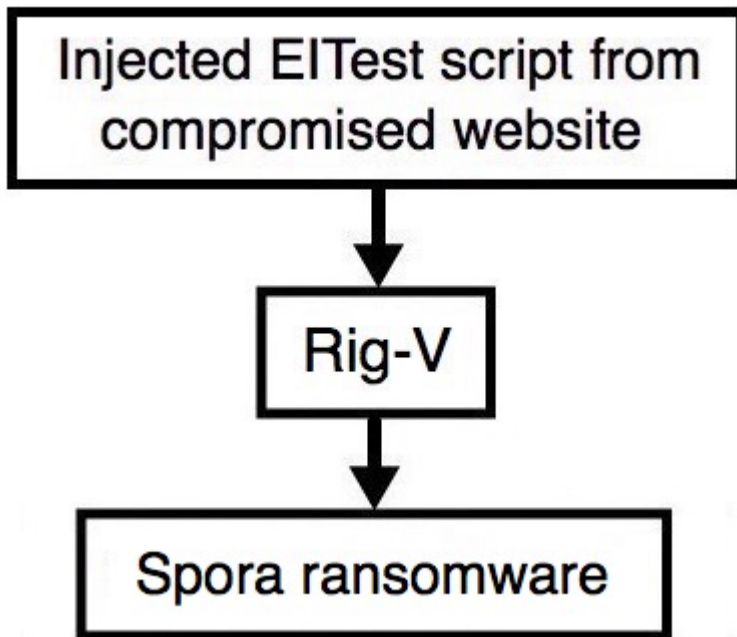 Injected EITest script from
compromised website
Rig-V
Spora ransomware